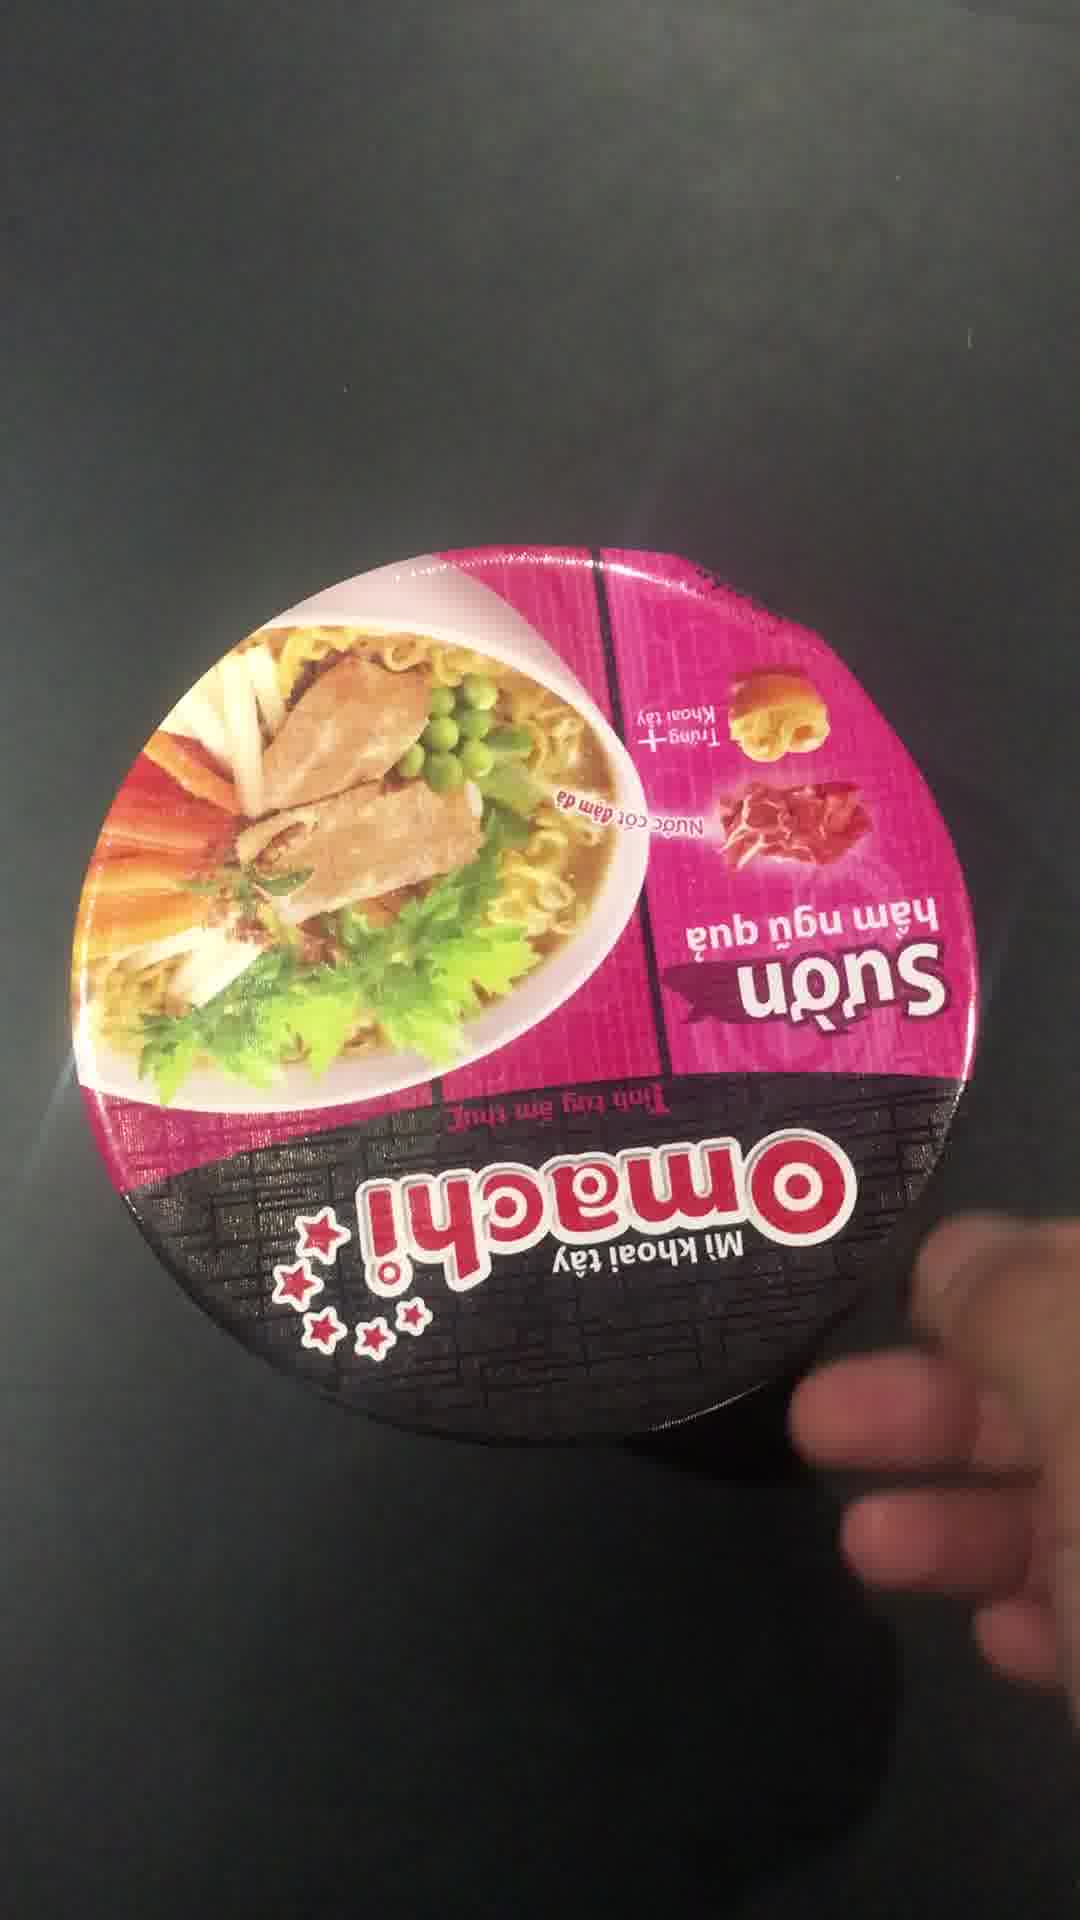 Mì khoai tây
Omachi
Tinh túy ẩm thực
Sườn
hầm ngũ quả
Nước cốt đậm đà
Trứng +
Khoai tây